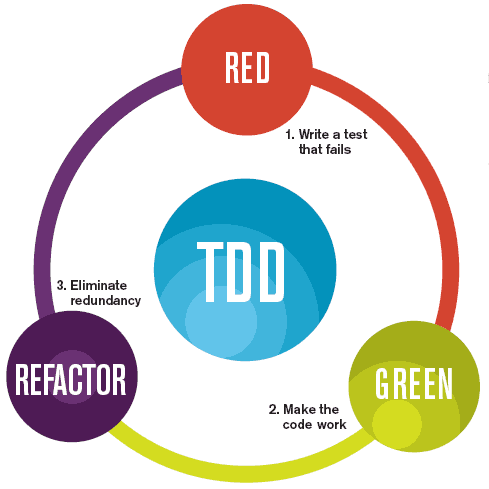 RED
1. Write a test
that fails
TDD
3. Eliminate
redundancy
REFACTOR
GREEN
2. Make the
code work